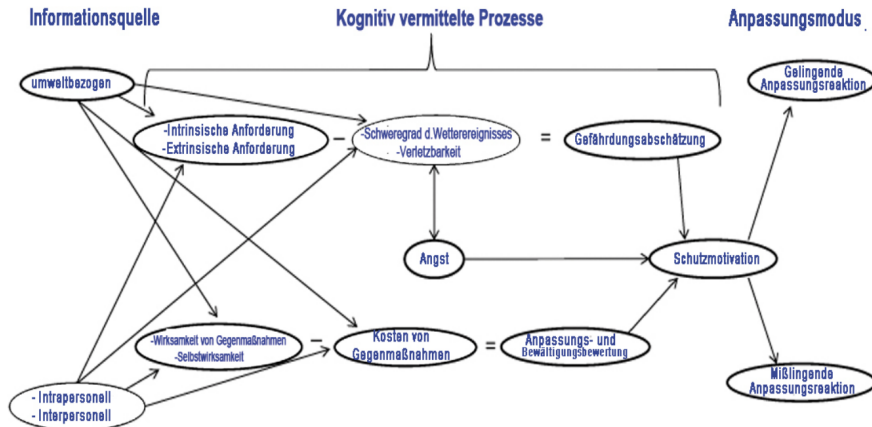 Informationsquelle
Kognitiv vermittelte Prozesse
Anpassungsmodus
umweltbezogen
-Intrinsische Anforderung
-Extrinsische Anforderung
–
-Schweregrad d.Wetterereignisses
-Verletzbarkeit
=
Gefährdungsabschätzung
Gelingende
Anpassungsreaktion
Angst
Schutzmotivation
-Wirksamkeit von Gegenmaßnahmen
-Selbstwirksamkeit
–
Kosten von
Gegenmaßnahmen
=
Anpassungs- und
Bewältigungsbewertung
Mißlingende
Anpassungsreaktion
- Intrapersonell
- Interpersonell